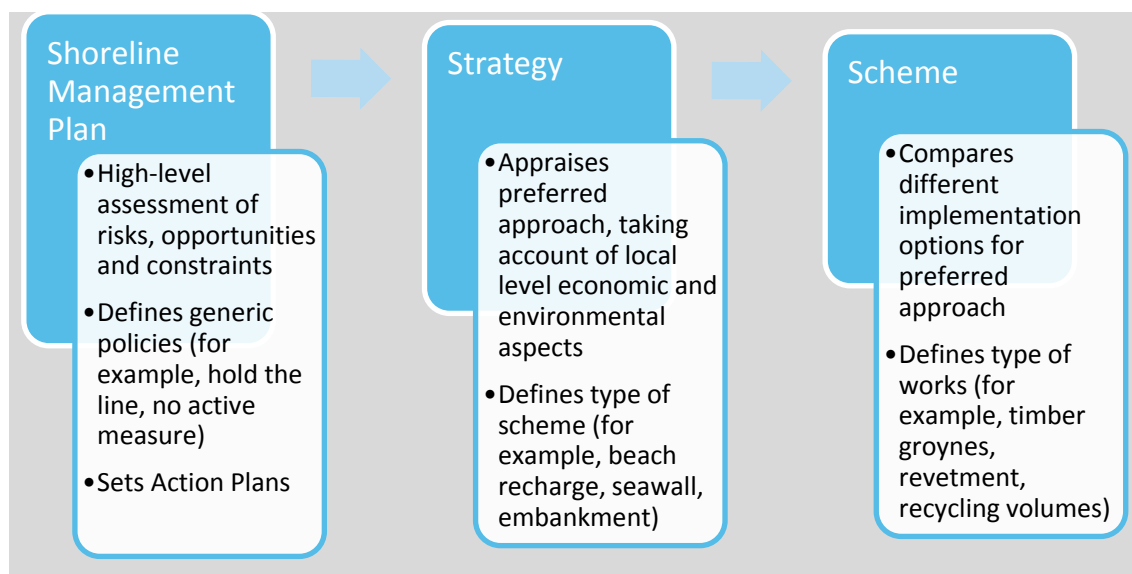 Shoreline
Management
Plan
•High-level
assessment of
risks, opportunities
and constraints
•Defines generic
policies (for
example, hold the
line, no active
measure)
•Sets Action Plans
Strategy
•Appraises
preferred
approach, taking
account of local
level economic and
environmental
aspects
•Defines type of
scheme (for
example, beach
recharge, seawall,
embankment)
Scheme
•Compares
different
implementation
options for
preferred
approach
•Defines type of
works (for
example, timber
groynes,
revetment,
recycling volumes)